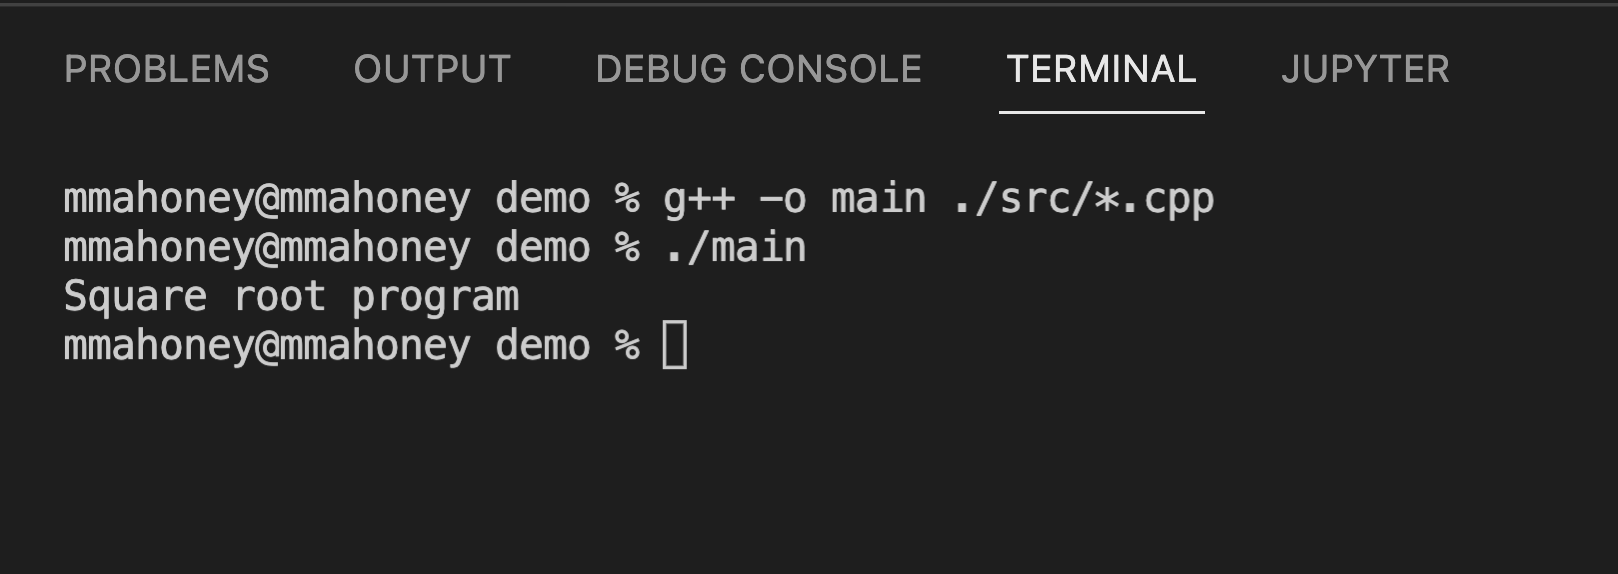 PROBLEMS OUTPUT DEBUG CONSOLE TERMINAL JUPYTER
mmahoney@mmahoney demo % g++ -o main ./src/*.cpp
mmahoney@mmahoney demo % ./main
Square root program
mmahoney@mmahoney demo %